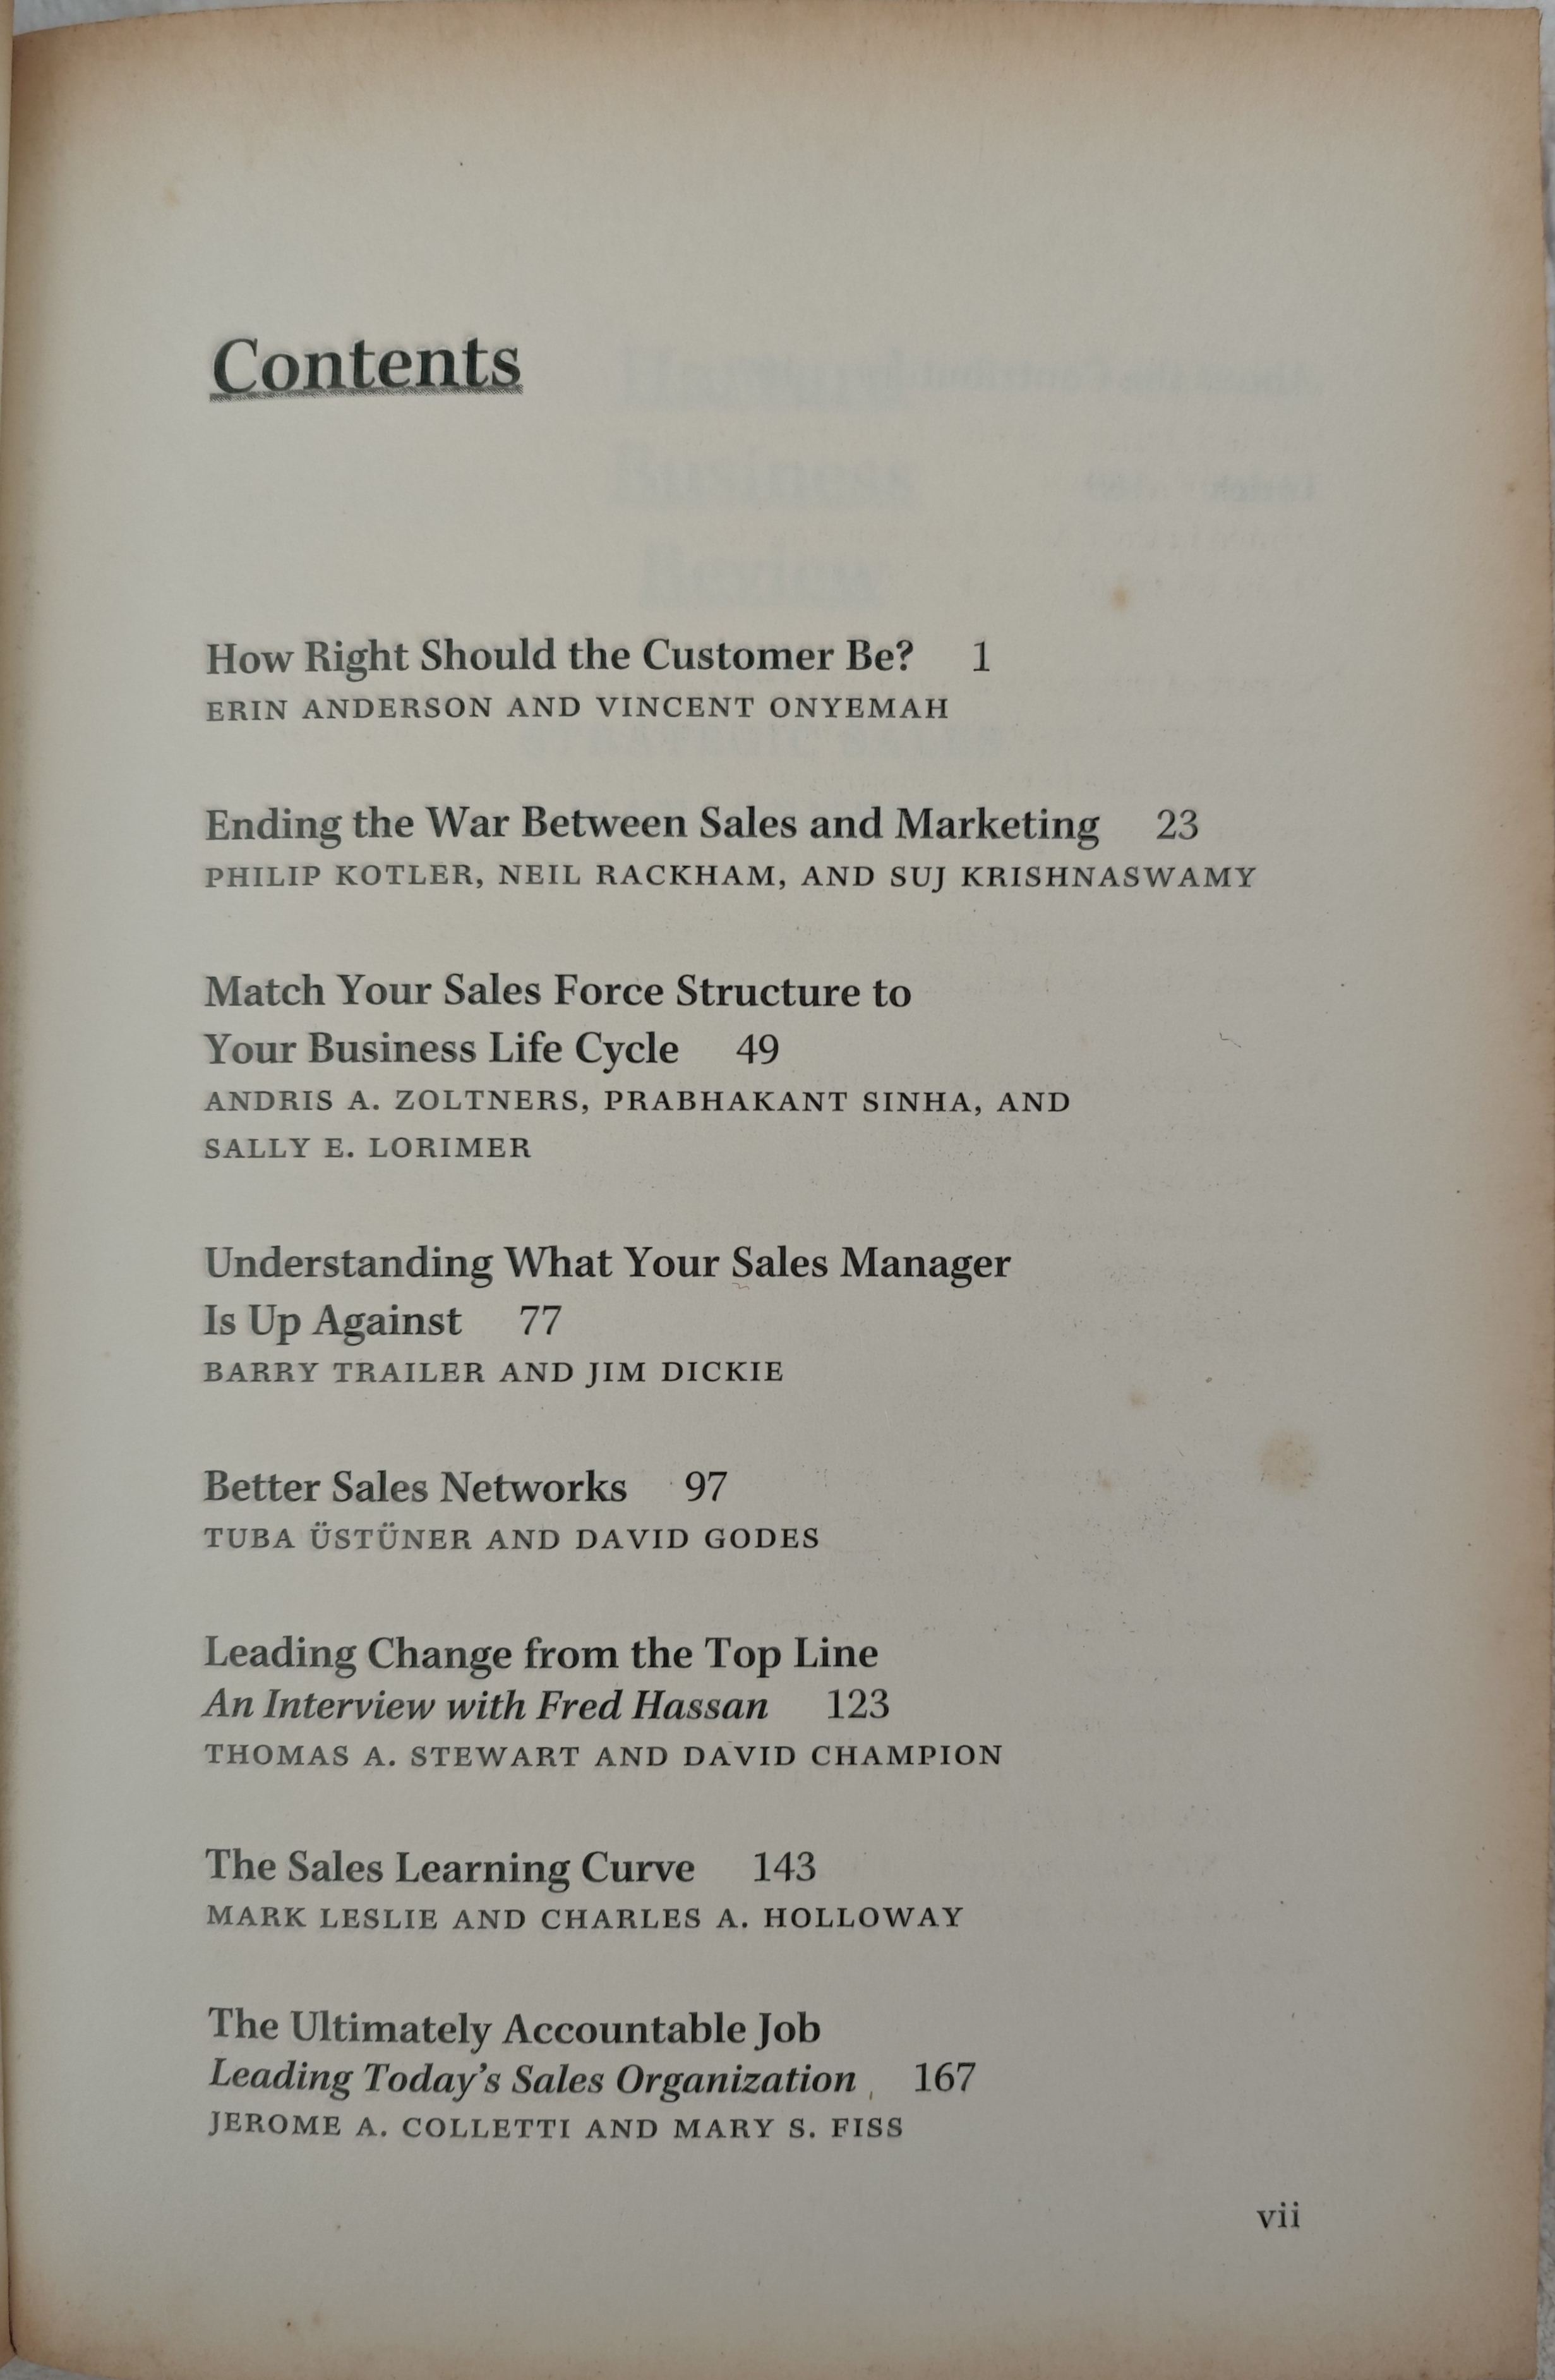 Contents
How Right Should the Customer Be? 1
ERIN ANDERSON AND VINCENT ONYEMAH
Ending the War Between Sales and Marketing 23
PHILIP KOTLER, NEIL RACKHAM, AND SUJ KRISHNASWAMY
Match Your Sales Force Structure to
Your Business Life Cycle 49
ANDRIS A. ZOLTNERS, PRABHAKANT SINHA, AND
SALLY E. LORIMER
Understanding What Your Sales Manager
Is Up Against 77
BARRY TRAILER AND JIM DICKIE
Better Sales Networks 97
TUBA ÜSTÜNER AND DAVID GODES
Leading Change from the Top Line
An Interview with Fred Hassan 123
THOMAS A. STEWART AND DAVID CHAMPION
The Sales Learning Curve 143
MARK LESLIE AND CHARLES A. HOLLOWAY
The Ultimately Accountable Job
Leading Today's Sales Organization 167
JEROME A. COLLETTI AND MARY S. FISS
vii